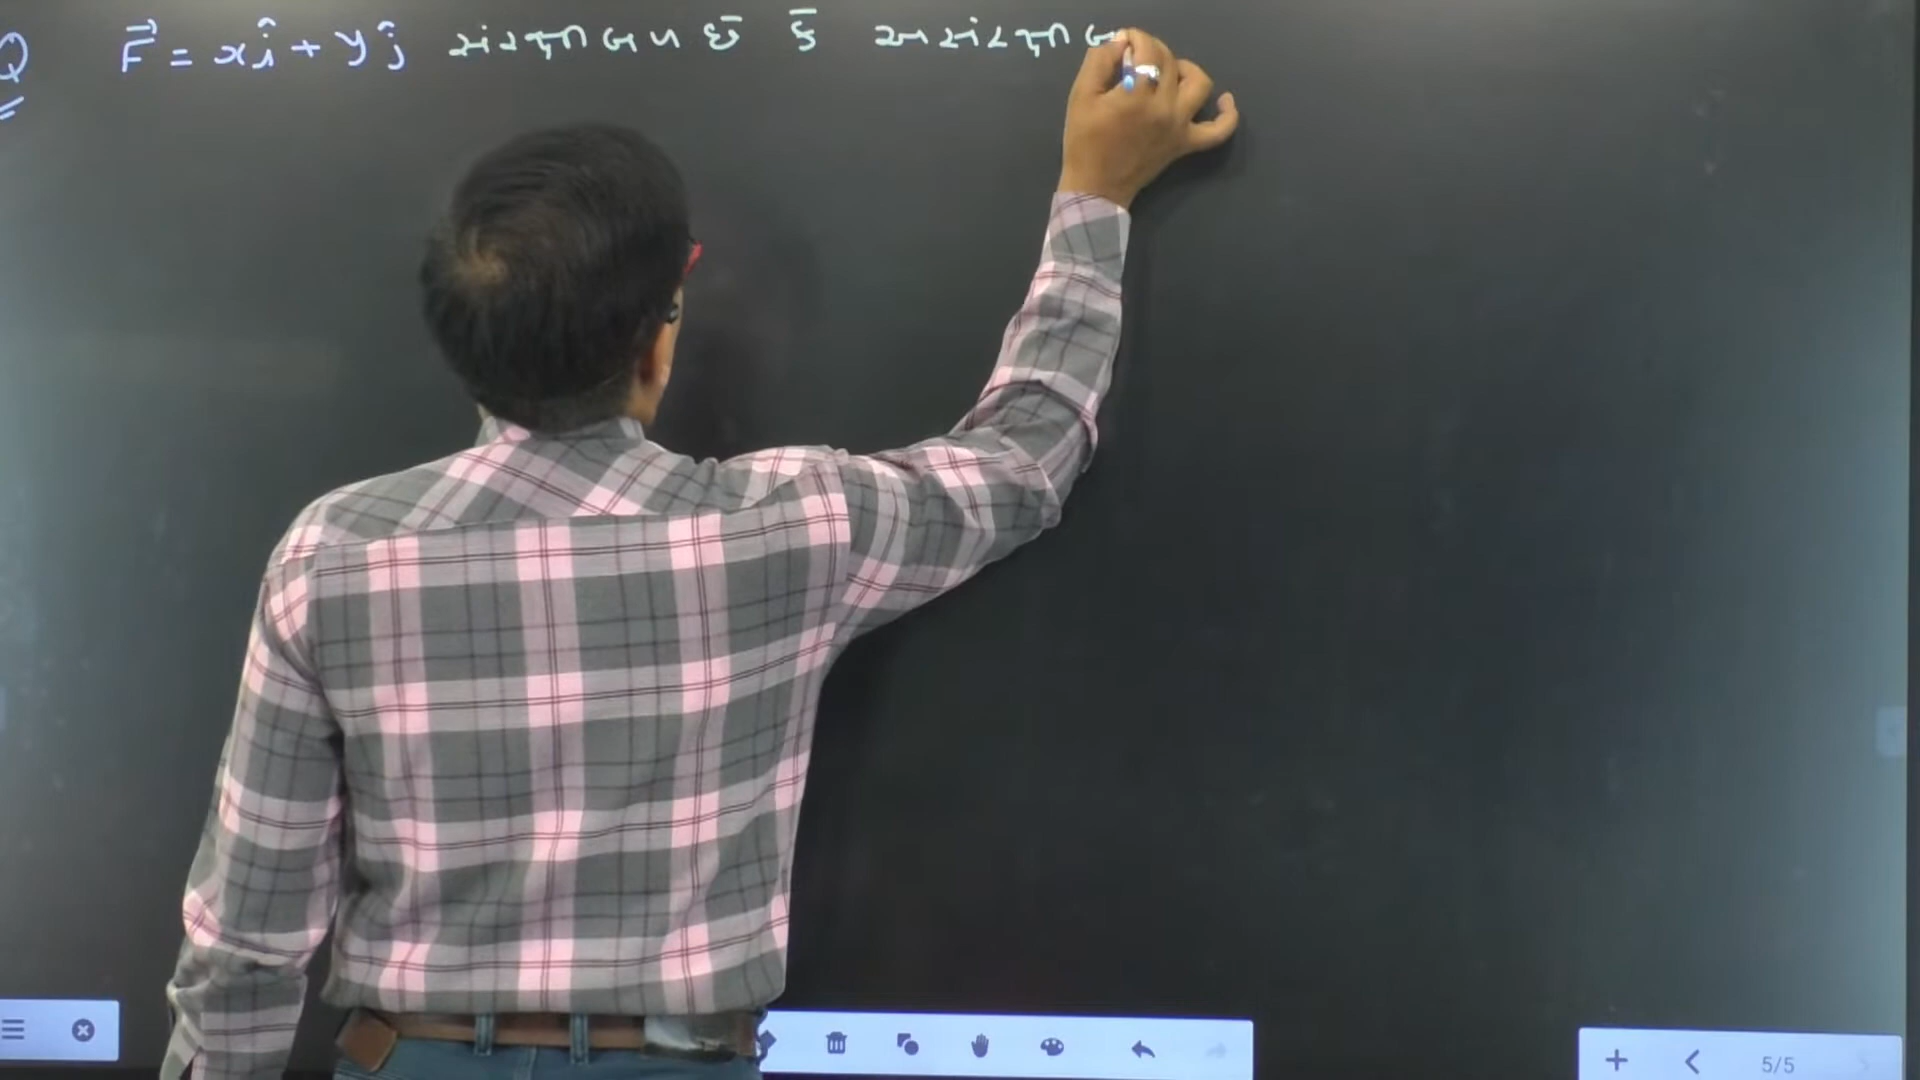 Q F⃗ = xî + yĵ સંરક્ષી બળ છે કે અસંરક્ષી
5/5